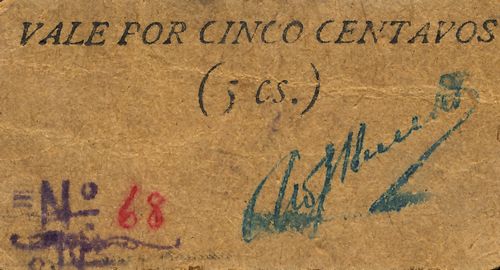 VALE POR CINCO CENTAVOS
(5 cs.)
Nº 68